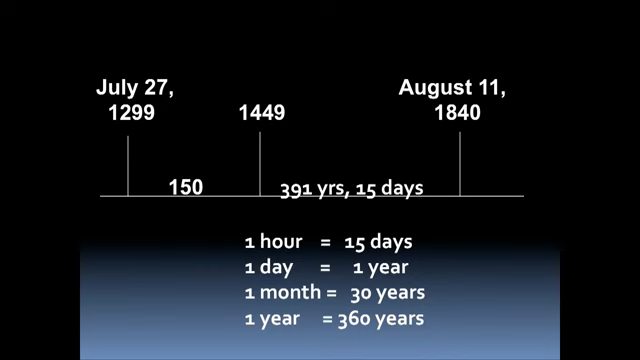 July 27,
1299
1449
August 11,
1840
150
391 yrs, 15 days
1 hour = 15 days
1 day = 1 year
1 month = 30 years
1 year = 360 years